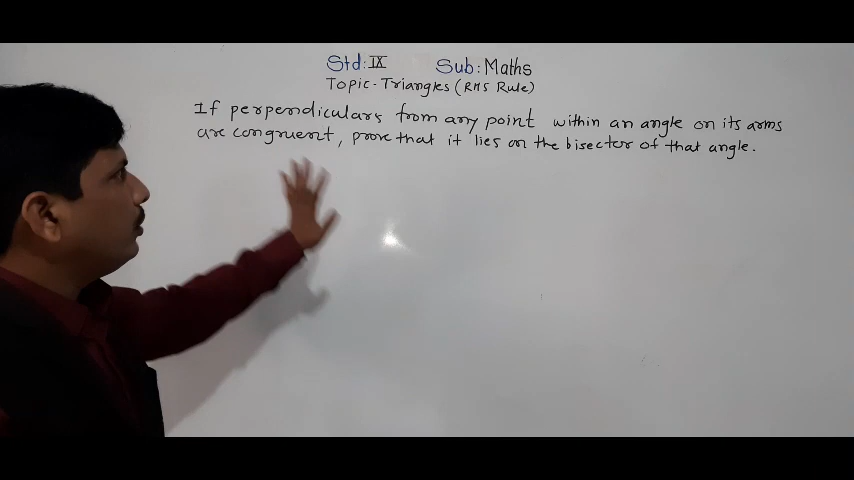 Std: IX Sub: Maths
Topic-Triangles (RHS Rule)
If perpendiculars from any point within an angle on its arms
are congruent, prove that it lies on the bisector of that angle.